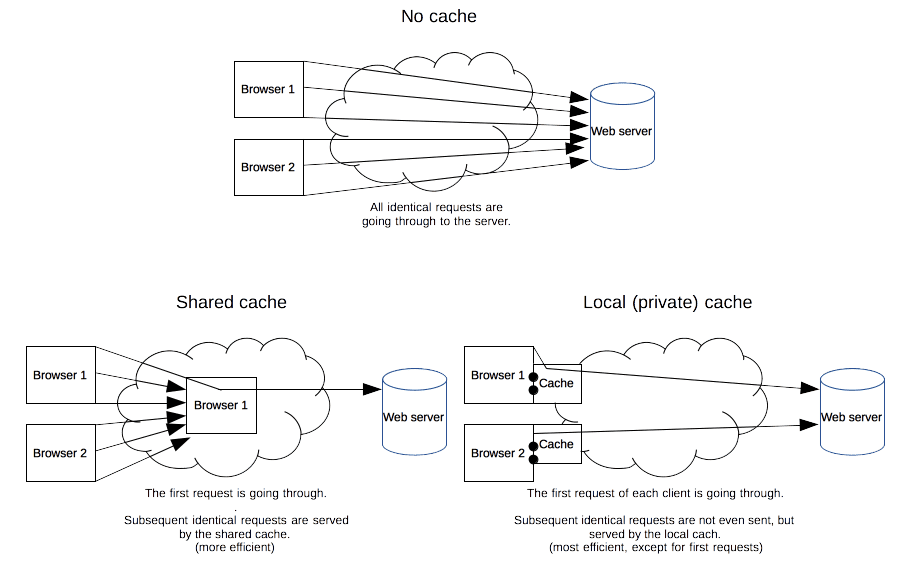 No cache
Browser 1
Browser 2
Web server
All identical requests are
going through to the server.
Shared cache
Browser 1
Browser 2
Browser 1
Web server
The first request is going through.
.
Subsequent identical requests are served
by the shared cache.
(more efficient)
Local (private) cache
Browser 1
Cache
Browser 2
Cache
Web server
The first request of each client is going through.
Subsequent identical requests are not even sent, but
served by the local cach.
(most efficient, except for first requests)